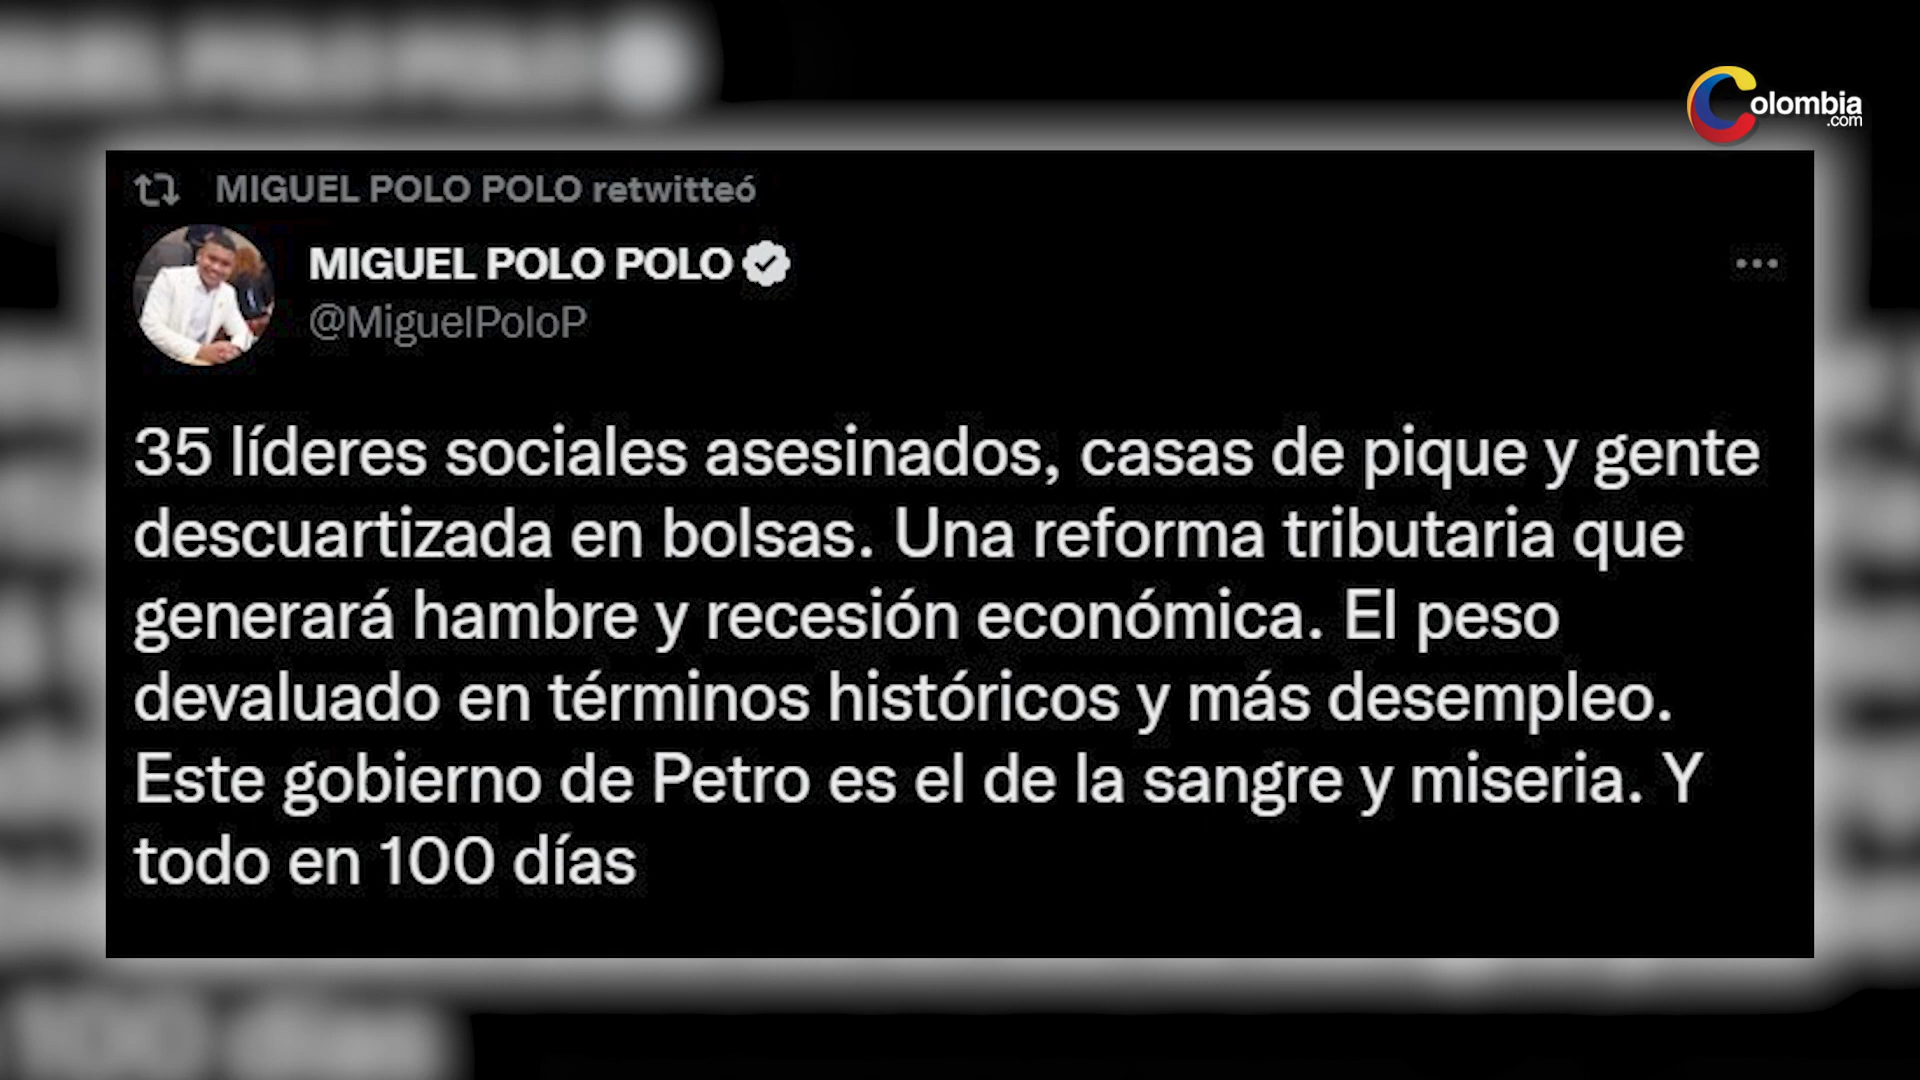 Colombia
.com
MIGUEL POLO POLO retwitteó
MIGUEL POLO POLO
@MiguelPoloP
35 líderes sociales asesinados, casas de pique y gente
descuartizada en bolsas. Una reforma tributaria que
generará hambre y recesión económica. El peso
devaluado en términos históricos y más desempleo.
Este gobierno de Petro es el de la sangre y miseria. Y
todo en 100 días